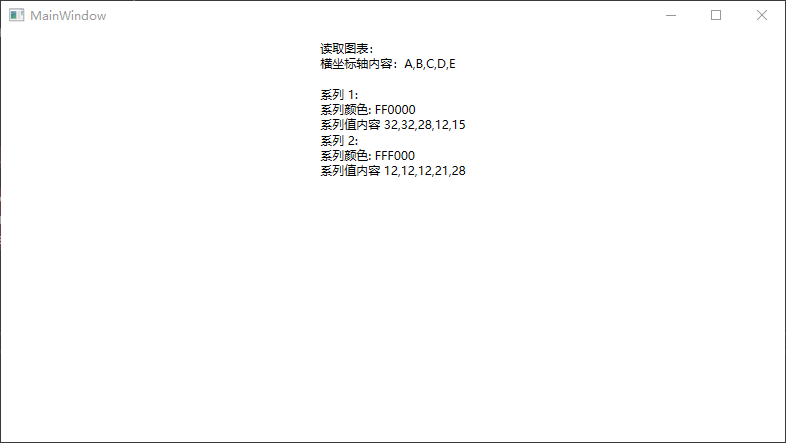 MainWindow
读取图表：
横坐标轴内容：A,B,C,D,E
系列 1:
系列颜色: FF0000
系列值内容 32,32,28,12,15
系列 2:
系列颜色: FFF000
系列值内容 12,12,12,21,28